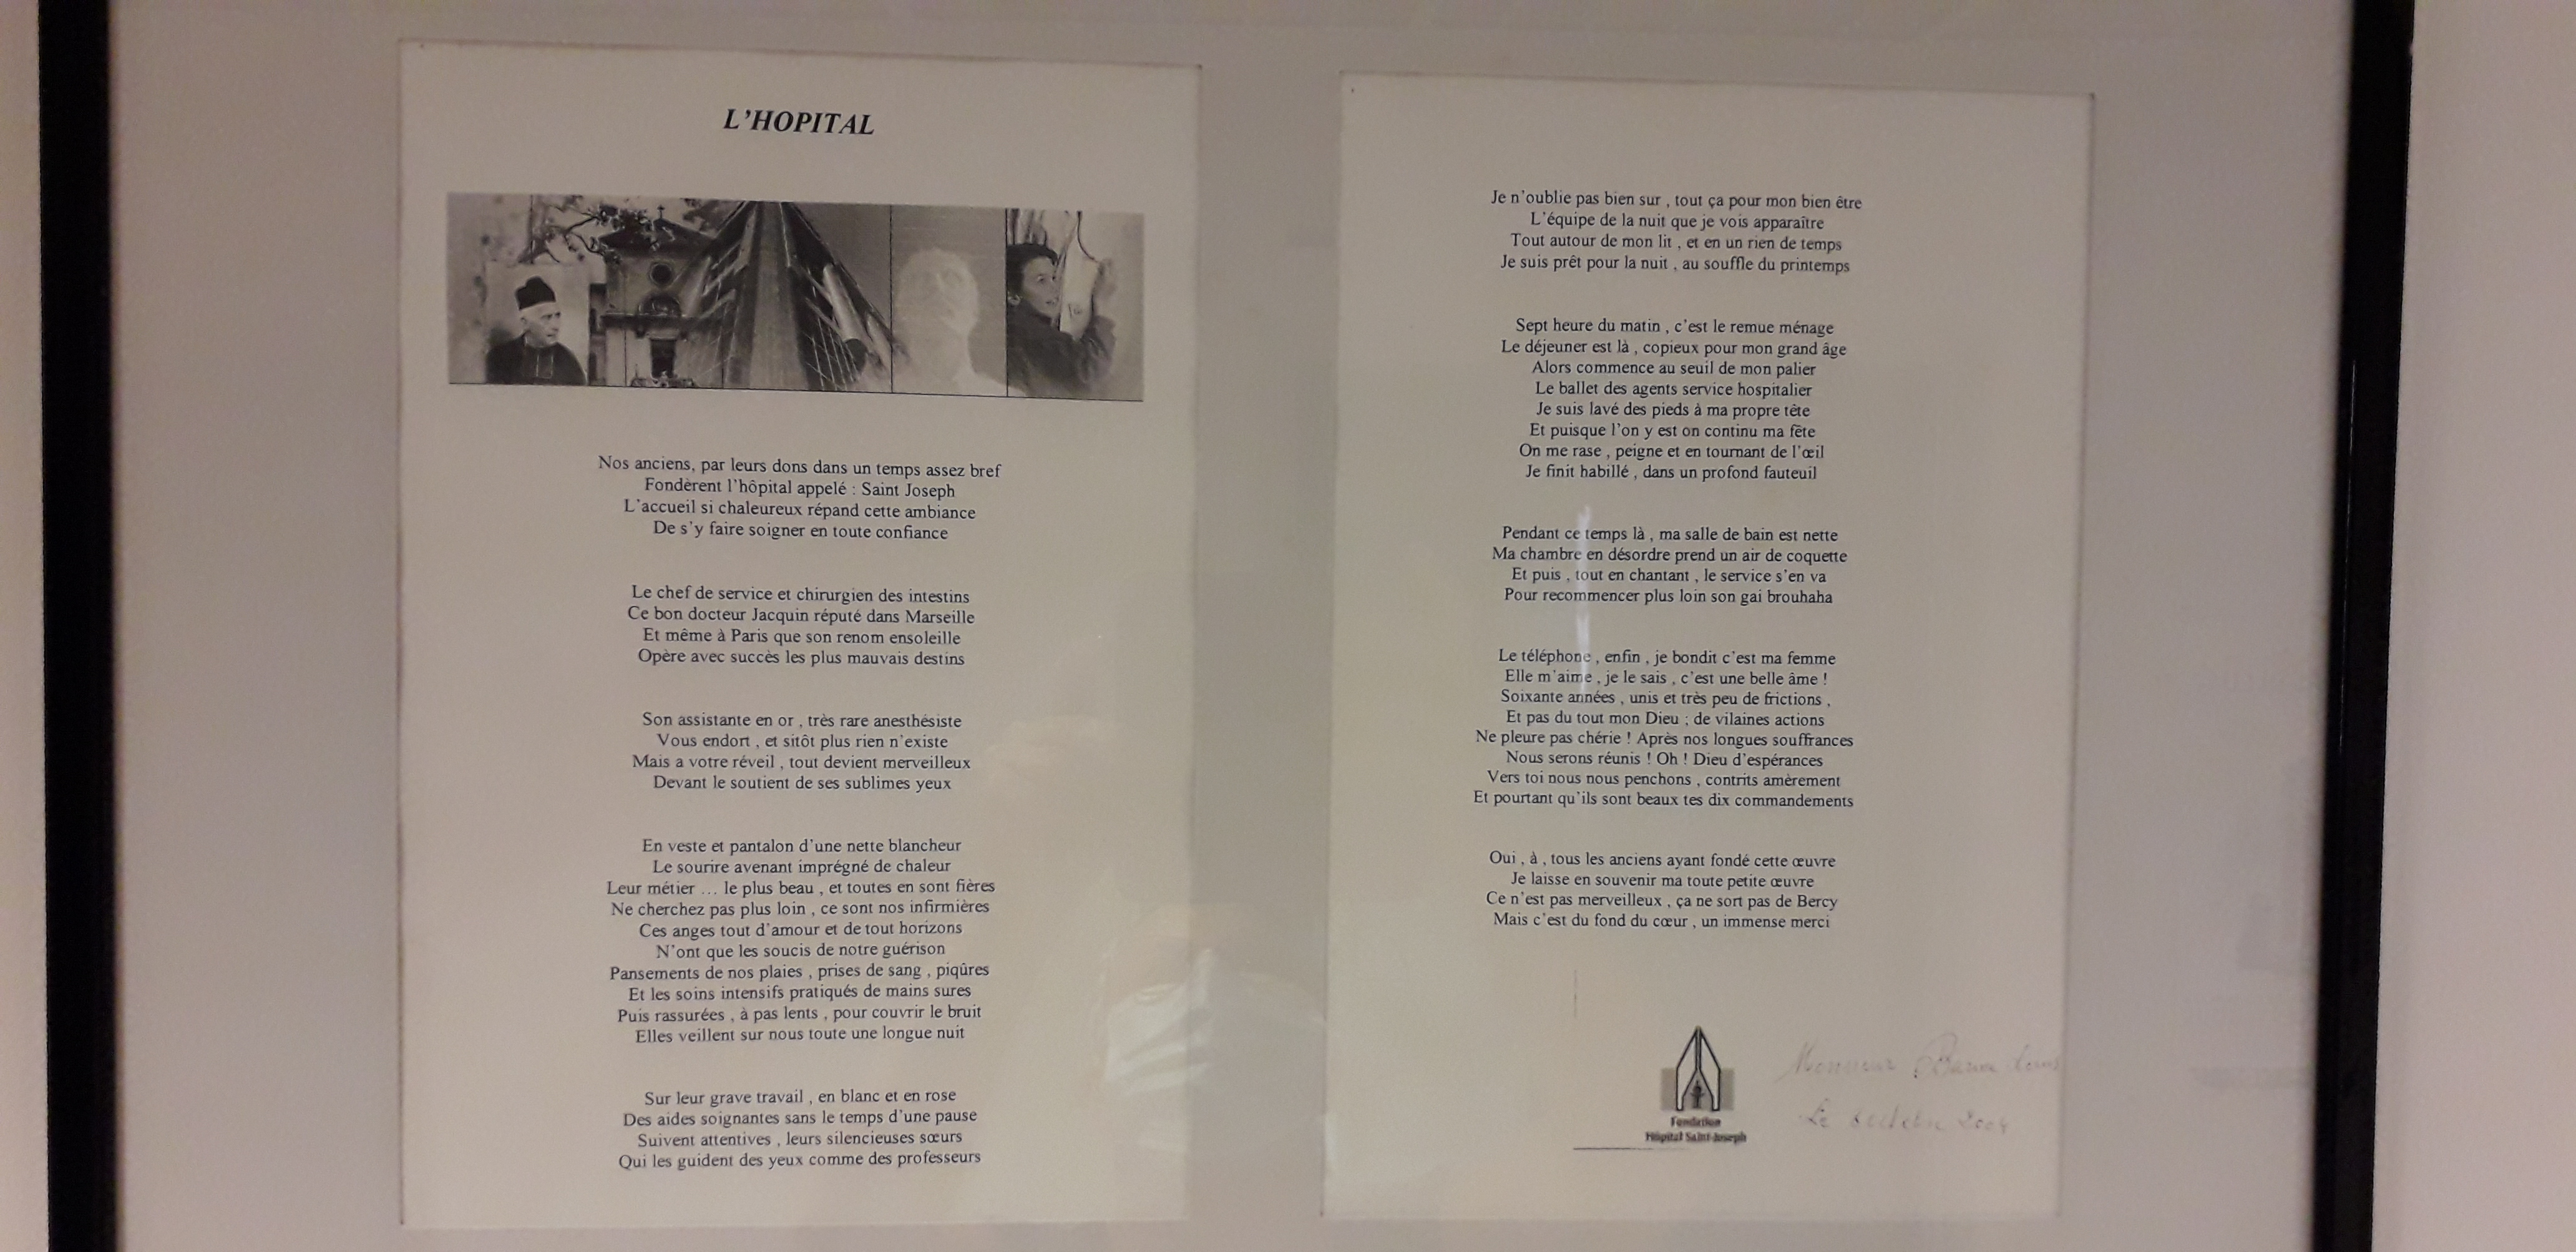 L'HOPITAL
Nos anciens, par leurs dons dans un temps assez bref
Fondèrent l'hôpital appelé : Saint Joseph
L'accueil si chaleureux répand cette ambiance
De s'y faire soigner en toute confiance
Le chef de service et chirurgien des intestins
Ce bon docteur Jacquin réputé dans Marseille
Et même à Paris que son renom ensoleille
Opère avec succès les plus mauvais destins
Son assistante en or , très rare anesthésiste
Vous endort , et sitôt plus rien n'existe
Mais a votre réveil , tout devient merveilleux
Devant le soutient de ses sublimes yeux
En veste et pantalon d'une nette blancheur
Le sourire avenant imprégné de chaleur
Leur métier … le plus beau , et toutes en sont fières
Ne cherchez pas plus loin , ce sont nos infirmières
Ces anges tout d'amour et de tout horizons
N'ont que les soucis de notre guérison
Pansements de nos plaies , prises de sang , piqûres
Et les soins intensifs pratiqués de mains sures
Puis rassurées , à pas lents , pour couvrir le bruit
Elles veillent sur nous toute une longue nuit
Sur leur grave travail , en blanc et en rose
Des aides soignantes sans le temps d'une pause
Suivent attentives , leurs silencieuses sœurs
Qui les guident des yeux comme des professeurs
Je n'oublie pas bien sur , tout ça pour mon bien être
L'équipe de la nuit que je vois apparaître
Tout autour de mon lit , et en un rien de temps
Je suis prêt pour la nuit , au souffle du printemps
Sept heure du matin , c'est le remue ménage
Le déjeuner est là , copieux pour mon grand âge
Alors commence au seuil de mon palier
Le ballet des agents service hospitalier
Je suis lavé des pieds à ma propre tête
Et puisque l'on y est on continu ma fête
On me rase , peigne et en tournant de l'œil
Je finit habillé , dans un profond fauteuil
Pendant ce temps là , ma salle de bain est nette
Ma chambre en désordre prend un air de coquette
Et puis , tout en chantant , le service s'en va
Pour recommencer plus loin son gai brouhaha
Le téléphone , enfin , je bondit c'est ma femme
Elle m'aime , je le sais , c'est une belle âme !
Soixante années , unis et très peu de frictions ,
Et pas du tout mon Dieu ; de vilaines actions
Ne pleure pas chérie ! Après nos longues souffrances
Nous serons réunis ! Oh ! Dieu d'espérances
Vers toi nous nous penchons , contrits amèrement
Et pourtant qu'ils sont beaux tes dix commandements
Oui , à , tous les anciens ayant fondé cette œuvre
Je laisse en souvenir ma toute petite œuvre
Ce n'est pas merveilleux , ça ne sort pas de Bercy
Mais c'est du fond du cœur , un immense merci
Fondation
Hôpital Saint-Joseph
Monsieur
Le 2004